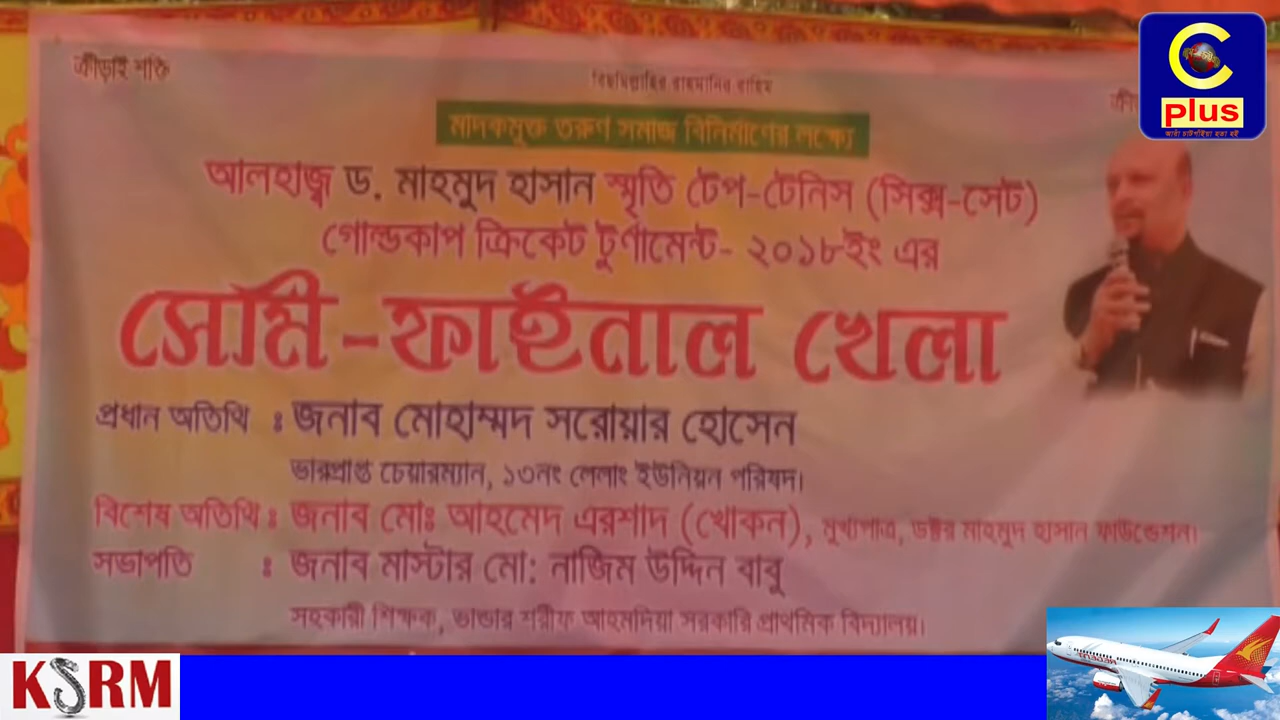 ক্রীড়াই শক্তি
বিছমিল্লাহির রাহমানির রাহিম
মাদকমুক্ত তরুণ সমাজ বিনিমাণের লক্ষ্যে
আলহাজ্ব ড. মাহমুদ হাসান স্মৃতি টেপ-টেনিস (সিক্স-সেট)
গোল্ডকাপ ক্রিকেট টুর্ণামেন্ট- ২০১৮ইং এর
সেমি-ফাইনাল খেলা
প্রধান অতিথি : জনাব মোহাম্মদ সরোয়ার হোসেন
ভারপ্রাপ্ত চেয়ারম্যান, ১৩নং লেলাং ইউনিয়ন পরিষদ।
বিশেষ অতিথি : জনাব মোঃ আহমেদ এরশাদ (খোকন), মুখ্যপাত্র, ডক্টর মাহমুদ হাসান ফাউন্ডেশন।
সভাপতি : জনাব মাস্টার মো: নাজিম উদ্দিন বাবু
সহকারী শিক্ষক, ভান্ডার শরীফ আহমদিয়া সরকারি প্রাথমিক বিদ্যালয়।
C
plus
KSRM